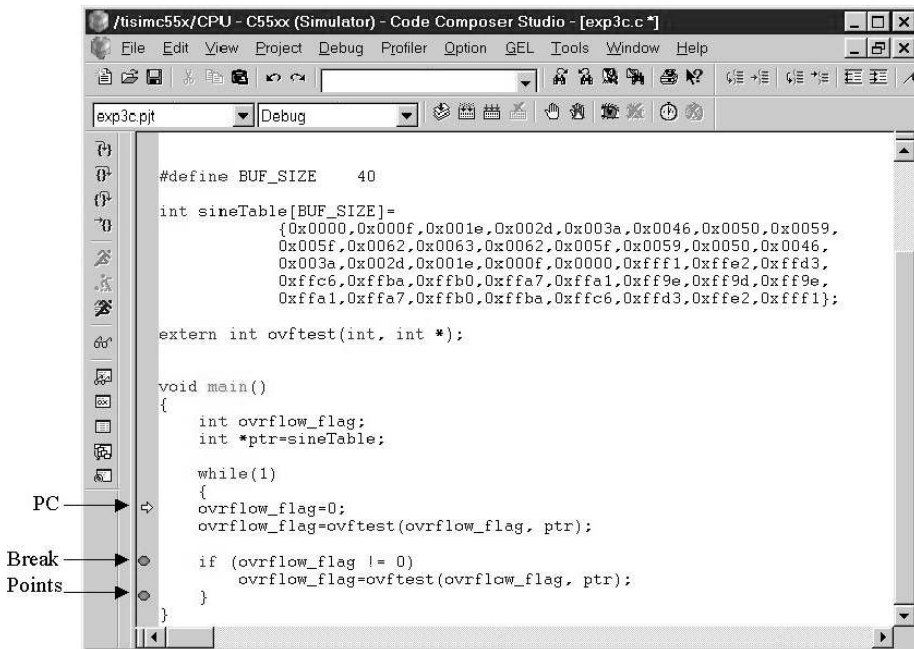 /tisimc55x/CPU - C55xx (Simulator) - Code Composer Studio - [exp3c.c *]
File Edit View Project Debug Profiler Option GEL Tools Window Help
exp3c.pjt Debug
#define BUF_SIZE 40
int sineTable[BUF_SIZE]=
{0x0000,0x000f,0x001e,0x002d,0x003a,0x0046,0x0050,0x0059,
0x005f,0x0062,0x0063,0x0062,0x005f,0x0059,0x0050,0x0046,
0x003a,0x002d,0x001e,0x000f,0x0000,0xfff1,0xffe2,0xffd3,
0xffc6,0xffba,0xffb0,0xffa7,0xffa1,0xff9e,0xff9d,0xff9e,
0xffa1,0xffa7,0xffb0,0xffba,0xffc6,0xffd3,0xffe2,0xfff1};
extern int ovftest(int, int *);
void main()
{
int ovrflow_flag;
int *ptr=sineTable;
while(1)
{
PC
ovrflow_flag=0;
ovrflow_flag=ovftest(ovrflow_flag, ptr);
Break
if (ovrflow_flag != 0)
ovrflow_flag=ovftest(ovrflow_flag, ptr);
Points
}
}